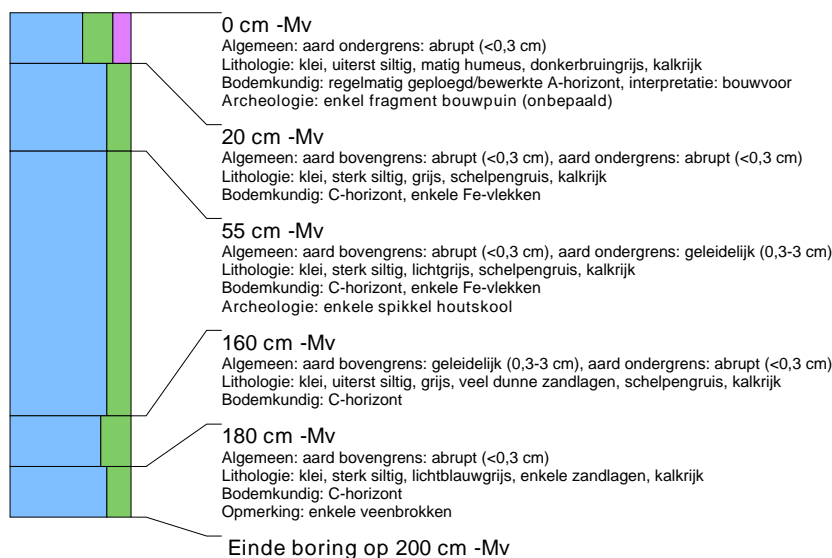 0 cm -Mv
Algemeen: aard ondergrens: abrupt (<0,3 cm)
Lithologie: klei, uiterst siltig, matig humeus, donkerbruingrijs, kalkrijk
Bodemkundig: regelmatig geploegd/bewerkte A-horizont, interpretatie: bouwvoor
Archeologie: enkel fragment bouwpuin (onbepaald)
20 cm -Mv
Algemeen: aard bovengrens: abrupt (<0,3 cm), aard ondergrens: abrupt (<0,3 cm)
Lithologie: klei, sterk siltig, grijs, schelpengruis, kalkrijk
Bodemkundig: C-horizont, enkele Fe-vlekken
55 cm -Mv
Algemeen: aard bovengrens: abrupt (<0,3 cm), aard ondergrens: geleidelijk (0,3-3 cm)
Lithologie: klei, sterk siltig, lichtgrijs, schelpengruis, kalkrijk
Bodemkundig: C-horizont, enkele Fe-vlekken
Archeologie: enkele spikkel houtskool
160 cm -Mv
Algemeen: aard bovengrens: geleidelijk (0,3-3 cm), aard ondergrens: abrupt (<0,3 cm)
Lithologie: klei, uiterst siltig, grijs, veel dunne zandlagen, schelpengruis, kalkrijk
Bodemkundig: C-horizont
180 cm -Mv
Algemeen: aard bovengrens: abrupt (<0,3 cm)
Lithologie: klei, sterk siltig, lichtblauwgrijs, enkele zandlagen, kalkrijk
Bodemkundig: C-horizont
Opmerking: enkele veenbrokken
Einde boring op 200 cm -Mv